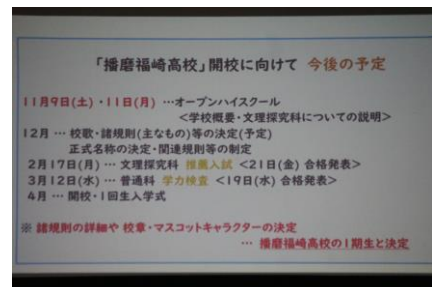 「播磨福崎高校」開校に向けて 今後の予定
11月9日(土)・11日(月) …オープンハイスクール
<学校概要・文理探究科についての説明>
12月 … 校歌・諸規則(主なもの)等の決定(予定)
正式名称の決定・関連規則等の制定
2月17日(月) … 文理探究科 推薦入試 <21日(金) 合格発表>
3月12日(水) … 普通科 学力検査 <19日(水) 合格発表>
4月 … 開校・1回生入学式
※ 諸規則の詳細や 校章・マスコットキャラクターの決定
… 播磨福崎高校の1期生と決定